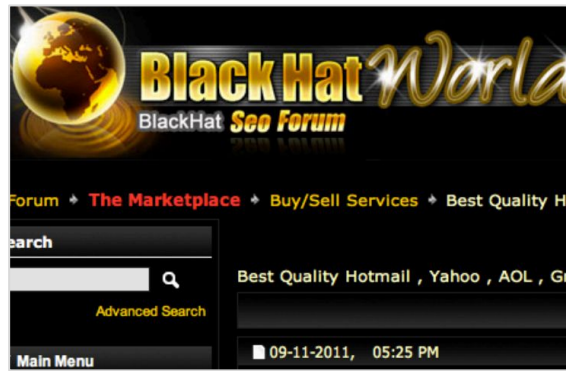 Black Hat World
BlackHat Seo Forum
Forum The Marketplace Buy/Sell Services Best Quality H
earch
Best Quality Hotmail , Yahoo , AOL , G
Advanced Search
09-11-2011, 05:25 PM
Main Menu